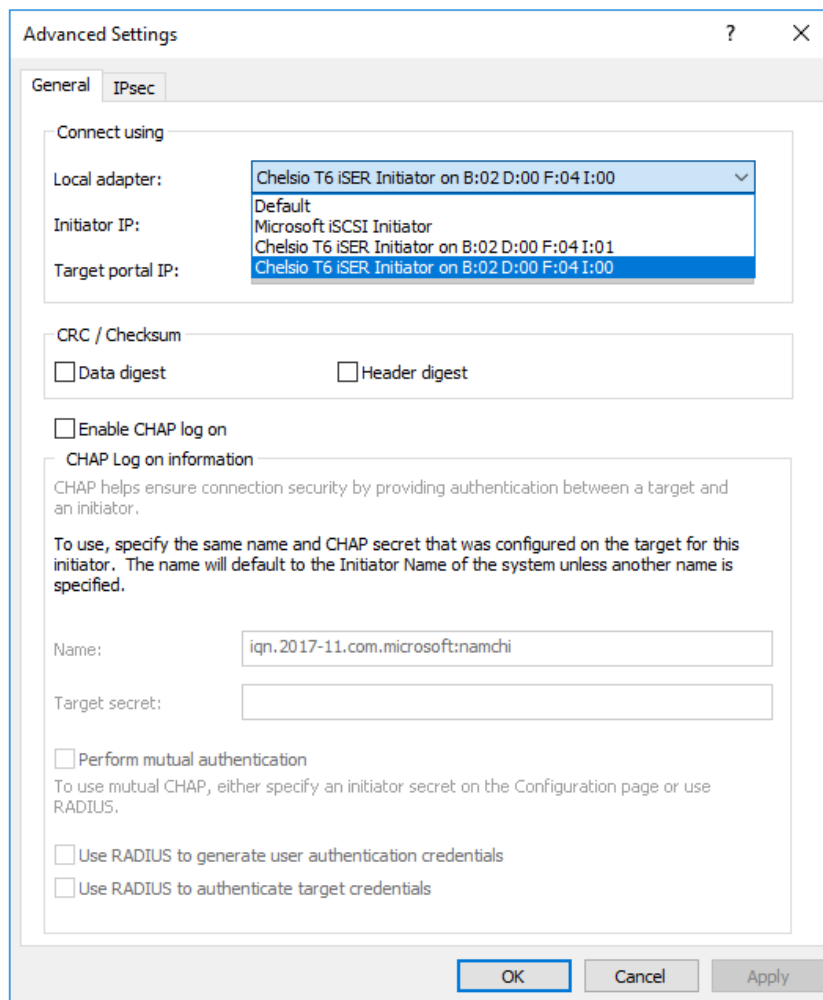 Advanced Settings
?
General
IPsec
Connect using
Local adapter:
Chelsio T6 iSER Initiator on B:02 D:00 F:04 I:00
Default
Microsoft iSCSI Initiator
Initiator IP:
Chelsio T6 iSER Initiator on B:02 D:00 F:04 I:01
Target portal IP:
Chelsio T6 iSER Initiator on B:02 D:00 F:04 I:00
CRC / Checksum
Data digest
Header digest
Enable CHAP log on
CHAP Log on information
CHAP helps ensure connection security by providing authentication between a target and
an initiator.
To use, specify the same name and CHAP secret that was configured on the target for this
initiator. The name will default to the Initiator Name of the system unless another name is
specified.
Name:
iqn.2017-11.com.microsoft:namchi
Target secret:
Perform mutual authentication
To use mutual CHAP, either specify an initiator secret on the Configuration page or use
RADIUS.
Use RADIUS to generate user authentication credentials
Use RADIUS to authenticate target credentials
OK
Cancel
Apply